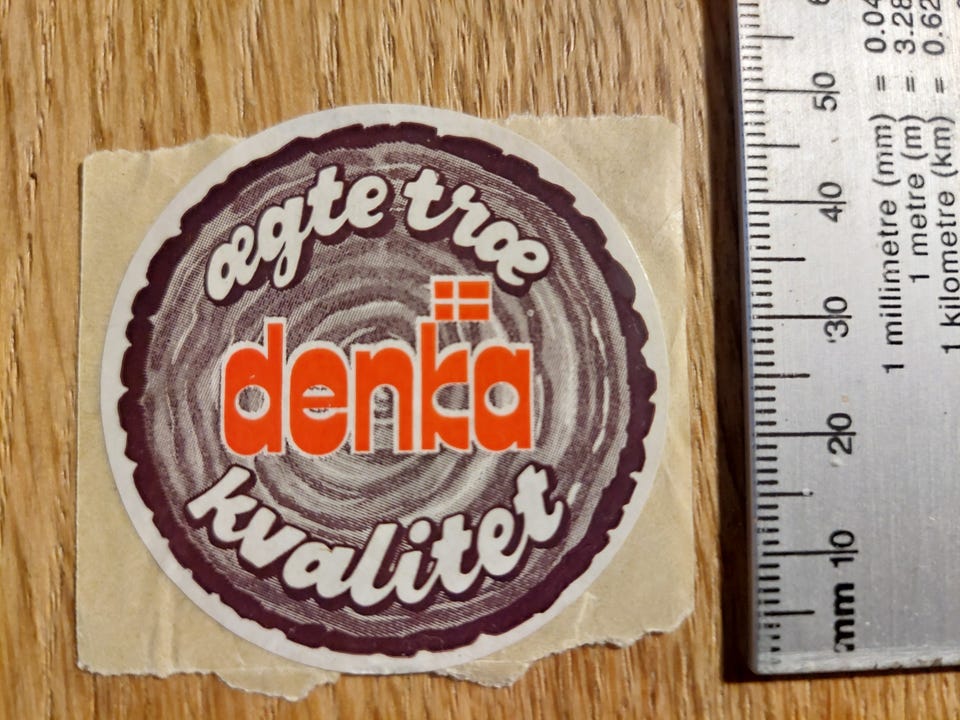 ægte træ
denka
kvalitet
mm 10 20 30 40 50
1 millimetre (mm) = 0.04
1 metre (m) = 3.28
1 kilometre (km) = 0.62